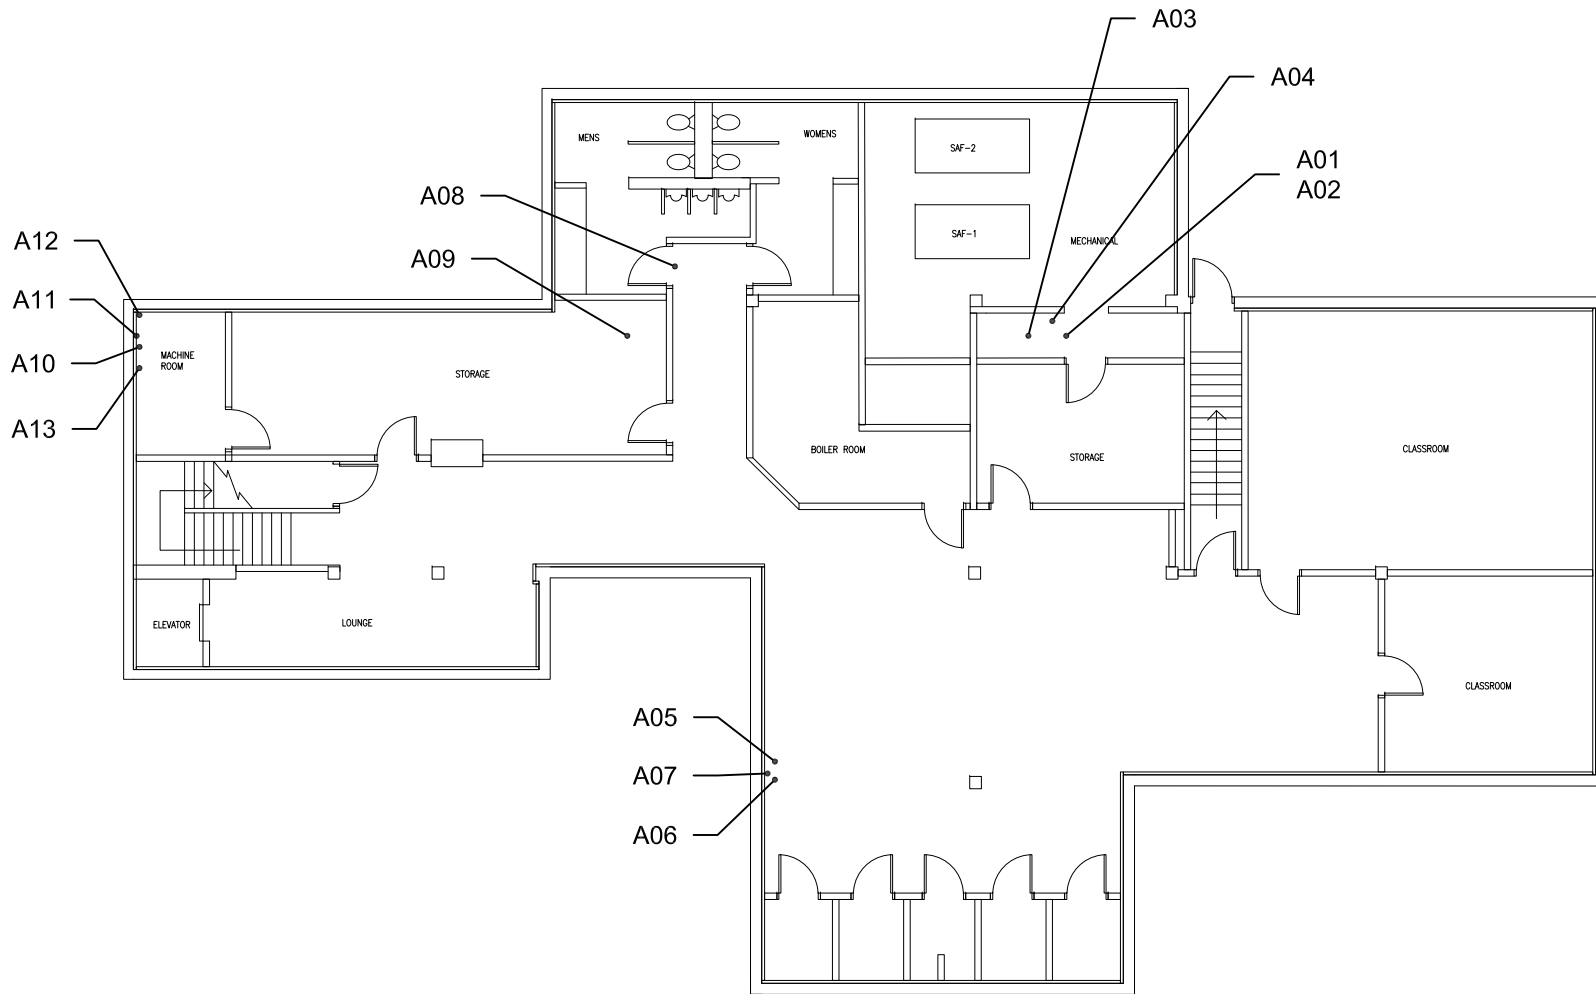 A03
A04
MENS
WOMENS
SAF-2
A01
A02
A08
SAF-1
MECHANICAL
A12
A09
A11
A10
MACHINE
ROOM
STORAGE
A13
BOILER ROOM
STORAGE
CLASSROOM
ELEVATOR
LOUNGE
CLASSROOM
A05
A07
A06